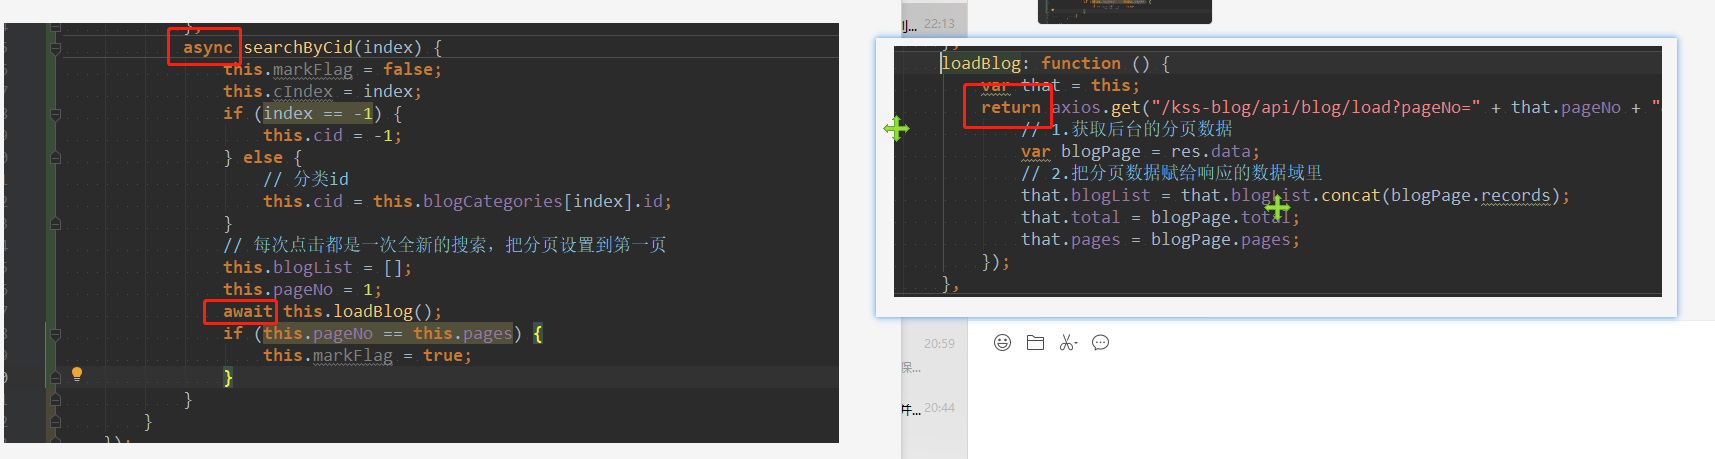 async searchByCid(index) {
this.markFlag = false;
this.cIndex = index;
if (index == -1) {
this.cid = -1;
} else {
// 分类id
this.cid = this.blogCategories[index].id;
}
// 每次点击都是一次全新的搜索，把分页设置到第一页
this.blogList = [];
this.pageNo = 1;
await this.loadBlog();
if (this.pageNo == this.pages) {
this.markFlag = true;
}
}
}
});
22:13
loadBlog: function () {
var that = this;
return axios.get("/kss-blog/api/blog/load?pageNo=" + that.pageNo + "
// 1.获取后台的分页数据
var blogPage = res.data;
// 2.把分页数据赋给响应的数据域里
that.blogList = that.blogList.concat(blogPage.records);
that.total = blogPage.total;
that.pages = blogPage.pages;
});
},
20:59
保...
并... 20:44